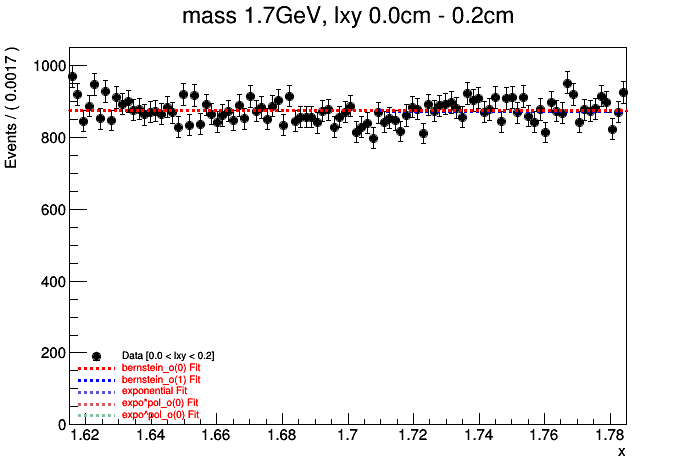 mass 1.7GeV, lxy 0.0cm - 0.2cm
Events / ( 0.0017 )
1000
800
600
400
200
0
Data [0.0 < lxy < 0.2]
bernstein_o(0) Fit
bernstein_o(1) Fit
exponential Fit
expo*pol_o(0) Fit
expo^pol_o(0) Fit
1.62 1.64 1.66 1.68 1.7 1.72 1.74 1.76 1.78
x